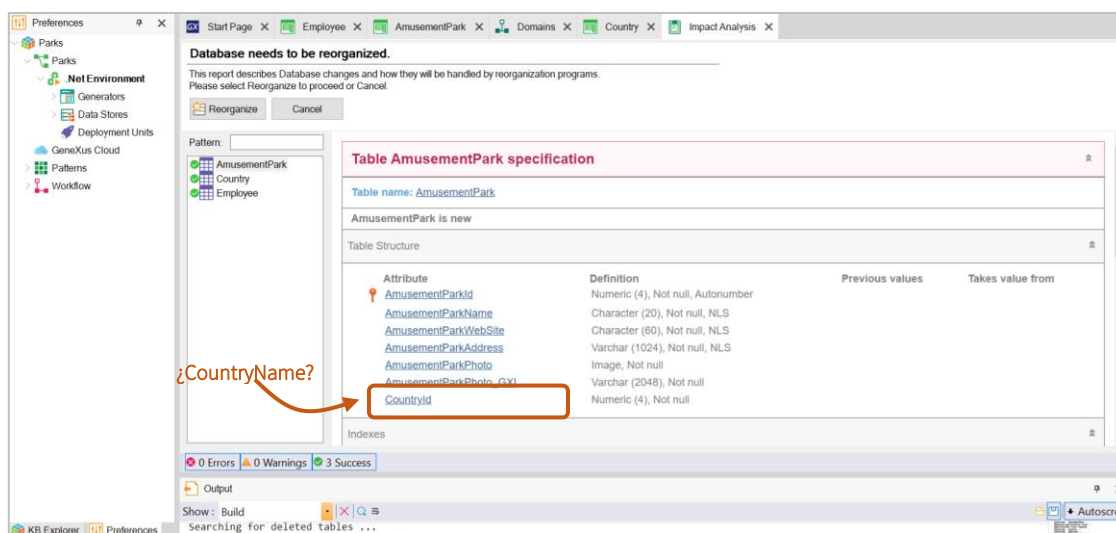 Preferences
Start Page
Employee
AmusementPark
Domains
Country
Impact Analysis
Parks
Parks
.Net Environment
Generators
Data Stores
Deployment Units
GeneXus Cloud
Patterns
Workflow
Database needs to be reorganized.
This report describes Database changes and how they will be handled by reorganization programs.
Please select Reorganize to proceed or Cancel.
Reorganize Cancel
Pattern:
AmusementPark
Country
Employee
Table AmusementPark specification
Table name: AmusementPark
AmusementPark is new
Table Structure
Attribute Definition Previous values Takes value from
AmusementParkId Numeric (4), Not null, Autonumber
AmusementParkName Character (20), Not null, NLS
AmusementParkWebSite Character (60), Not null, NLS
AmusementParkAddress Varchar (1024), Not null, NLS
AmusementParkPhoto Image, Not null
AmusementParkPhoto_GXI Varchar (2048), Not null
CountryId Numeric (4), Not null
¿CountryName?
Indexes
0 Errors 0 Warnings 3 Success
Output
Show: Build
Autoscro
Searching for deleted tables ...
KB Explorer Preferences